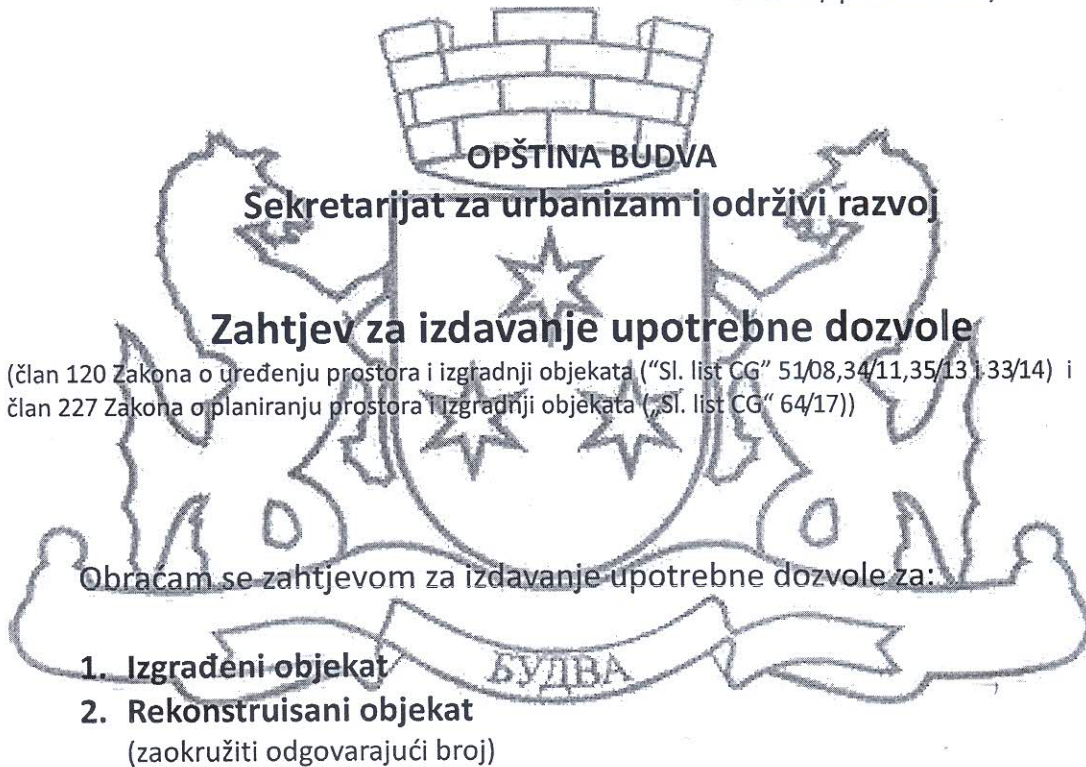 OPŠTINA BUDVA
Sekretarijat za urbanizam i održivi razvoj
Zahtjev za izdavanje upotrebne dozvole
(član 120 Zakona o uređenju prostora i izgradnji objekata (“Sl. list CG” 51/08,34/11,35/13 i 33/14) i
član 227 Zakona o planiranju prostora i izgradnji objekata („Sl. list CG“ 64/17))
Obraćam se zahtjevom za izdavanje upotrebne dozvole za:
1. Izgrađeni objekat
БУДВА
2. Rekonstruisani objekat
(zaokružiti odgovarajući broj)